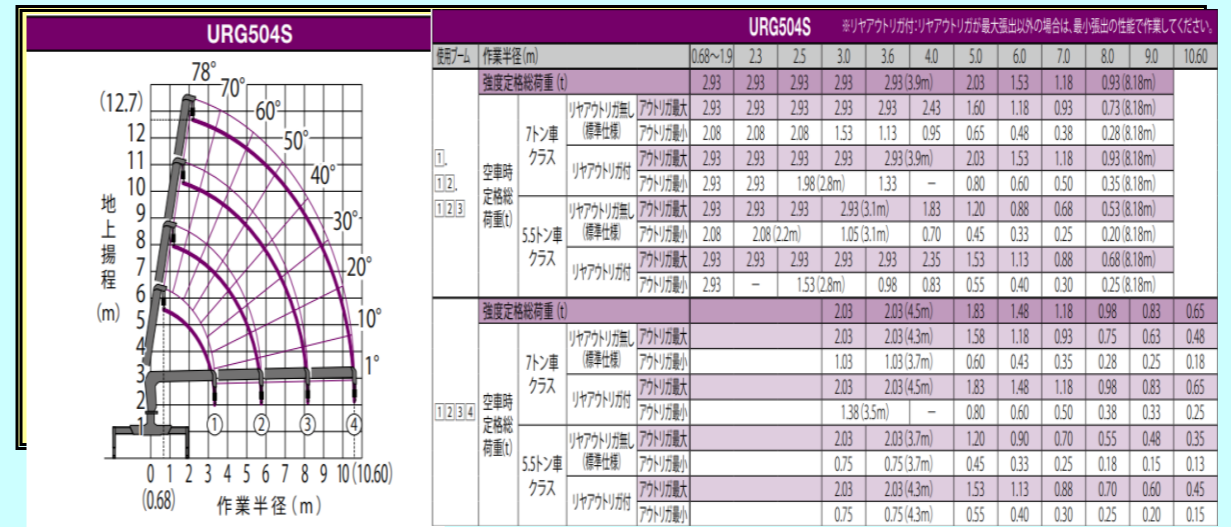 URG504S
78°
70°
60°
50°
40°
30°
20°
10°
1°
(12.7)
12
11
10
9
8
7
6
5
4
3
2
1
地上揚程(m)
① ② ③ ④
0 1 2 3 4 5 6 7 8 9 10(10.60)
(0.68)
作業半径(m)
URG504S ※リヤアウトリガ付:リヤアウトリガが最大張出以外の場合は、最小張出の性能で作業してください。
使用ブーム 作業半径(m) 0.68~1.9 2.3 2.5 3.0 3.6 4.0 5.0 6.0 7.0 8.0 9.0 10.60
1, 12, 123
強度定格総荷重(t) 2.93 2.93 2.93 2.93 2.93(3.9m) 2.03 1.53 1.18 0.93(8.18m)
空車時定格総荷重(t)
7トン車クラス
リヤアウトリガ無し(標準仕様) アウトリガ最大 2.93 2.93 2.93 2.93 2.93 2.43 1.60 1.18 0.93 0.73(8.18m)
アウトリガ最小 2.08 2.08 2.08 1.53 1.13 0.95 0.65 0.48 0.38 0.28(8.18m)
リヤアウトリガ付 アウトリガ最大 2.93 2.93 2.93 2.93 2.93(3.9m) 2.03 1.53 1.18 0.93(8.18m)
アウトリガ最小 2.93 2.93 1.98(2.8m) 1.33 − 0.80 0.60 0.50 0.35(8.18m)
5.5トン車クラス
リヤアウトリガ無し(標準仕様) アウトリガ最大 2.93 2.93 2.93 2.93(3.1m) 1.83 1.20 0.88 0.68 0.53(8.18m)
アウトリガ最小 2.08 2.08(2.2m) 1.05(3.1m) 0.70 0.45 0.33 0.25 0.20(8.18m)
リヤアウトリガ付 アウトリガ最大 2.93 2.93 2.93 2.93 2.93 2.35 1.53 1.13 0.88 0.68(8.18m)
アウトリガ最小 2.93 − 1.53(2.8m) 0.98 0.83 0.55 0.40 0.30 0.25(8.18m)
1234
強度定格総荷重(t) 2.03 2.03(4.5m) 1.83 1.48 1.18 0.98 0.83 0.65
空車時定格総荷重(t)
7トン車クラス
リヤアウトリガ無し(標準仕様) アウトリガ最大 2.03 2.03(4.3m) 1.58 1.18 0.93 0.75 0.63 0.48
アウトリガ最小 1.03 1.03(3.7m) 0.60 0.43 0.35 0.28 0.25 0.18
リヤアウトリガ付 アウトリガ最大 2.03 2.03(4.5m) 1.83 1.48 1.18 0.98 0.83 0.65
アウトリガ最小 1.38(3.5m) − 0.80 0.60 0.50 0.38 0.33 0.25
5.5トン車クラス
リヤアウトリガ無し(標準仕様) アウトリガ最大 2.03 2.03(3.7m) 1.20 0.90 0.70 0.55 0.48 0.35
アウトリガ最小 0.75 0.75(3.7m) 0.45 0.33 0.25 0.18 0.15 0.13
リヤアウトリガ付 アウトリガ最大 2.03 2.03(4.3m) 1.53 1.13 0.88 0.70 0.60 0.45
アウトリガ最小 0.75 0.75(4.3m) 0.55 0.40 0.30 0.25 0.20 0.15